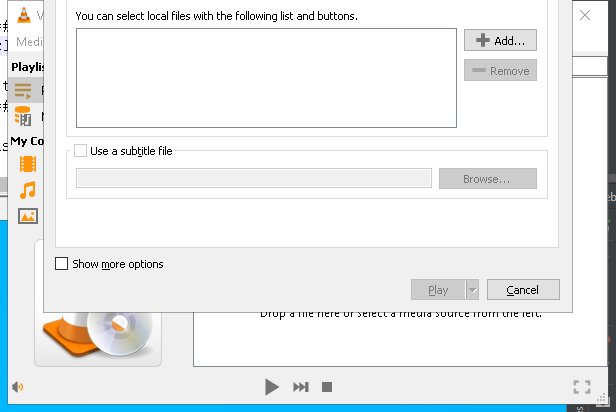 You can select local files with the following list and buttons.
Add...
Remove
Medi
Playlis
My Co
Use a subtitle file
Browse...
Show more options
Play
Cancel
Drop a file here or select a media source from the left.